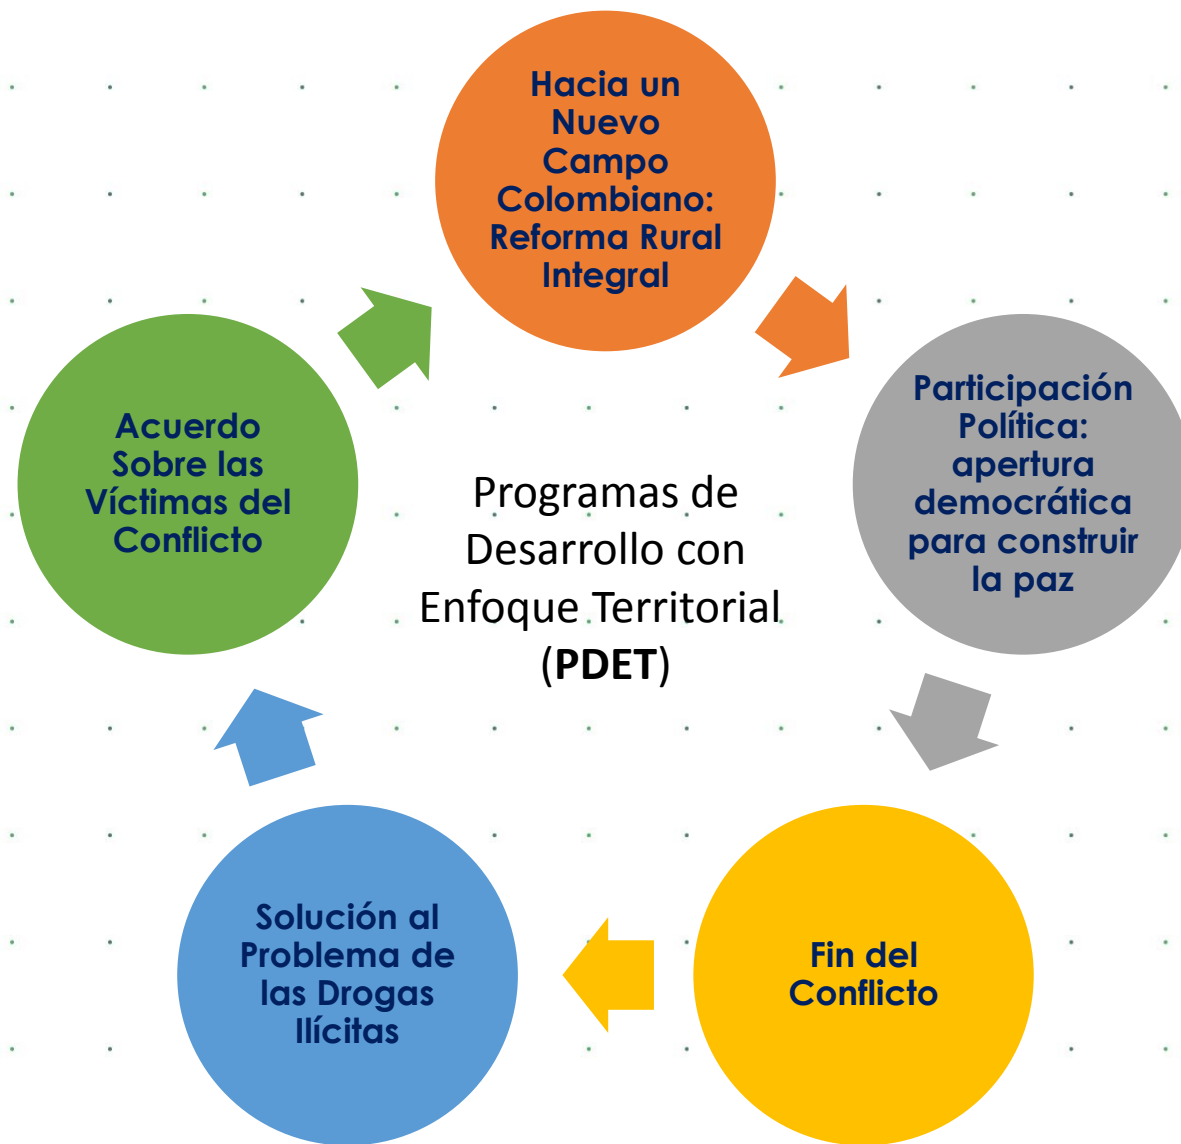 Hacia un
Nuevo
Campo
Colombiano:
Reforma Rural
Integral
Participación
Política:
apertura
democrática
para construir
la paz
Fin del
Conflicto
Solución al
Problema de
las Drogas
Ilícitas
Acuerdo
Sobre las
Víctimas del
Conflicto
Programas de
Desarrollo con
Enfoque Territorial
(PDET)